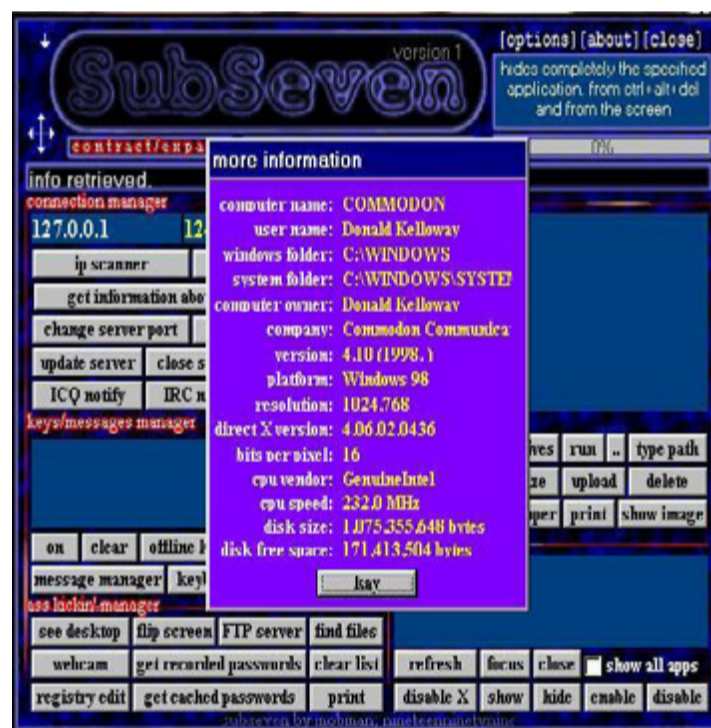 SubSeven
version 1
[options] [about] [close]
hides completely the specified
application. from ctrl+alt+del
and from the screen
contract/expa
0%
info retrieved.
connection manager
127.0.0.1
12
ip scanner
get information abo
change server port
update server
close s
ICQ notify
IRC n
keys/messages manager
on
clear
offline k
message manager
keyl
ass kickin' manager
see desktop
flip screen
FTP server
find files
webcam
get recorded passwords
clear list
registry edit
get cached passwords
print
more information
computer name: COMMODON
user name: Donald Kelloway
windows folder: C:\WINDOWS
system folder: C:\WINDOWS\SYSTE
computer owner: Donald Kelloway
company: Commodon Communica
version: 4.10 (1998. )
platform: Windows 98
resolution: 1024.768
direct X version: 4.06.02.0436
bits per pixel: 16
cpu vendor: GenuineIntel
cpu speed: 232.0 MHz
disk size: 1,075,355,648 bytes
disk free space: 171,413,504 bytes
kay
ives
run
..
type path
ze
upload
delete
per
print
show image
refresh
focus
close
show all apps
disable X
show
hide
enable
disable
subseven by mobman, nineteenninetynine